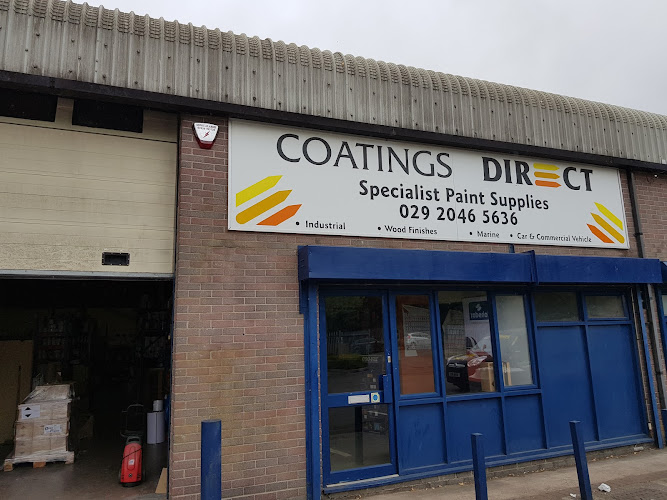 COATINGS DIRECT
Specialist Paint Supplies
029 2046 5636
• Industrial • Wood Finishes • Marine • Car & Commercial Vehicle